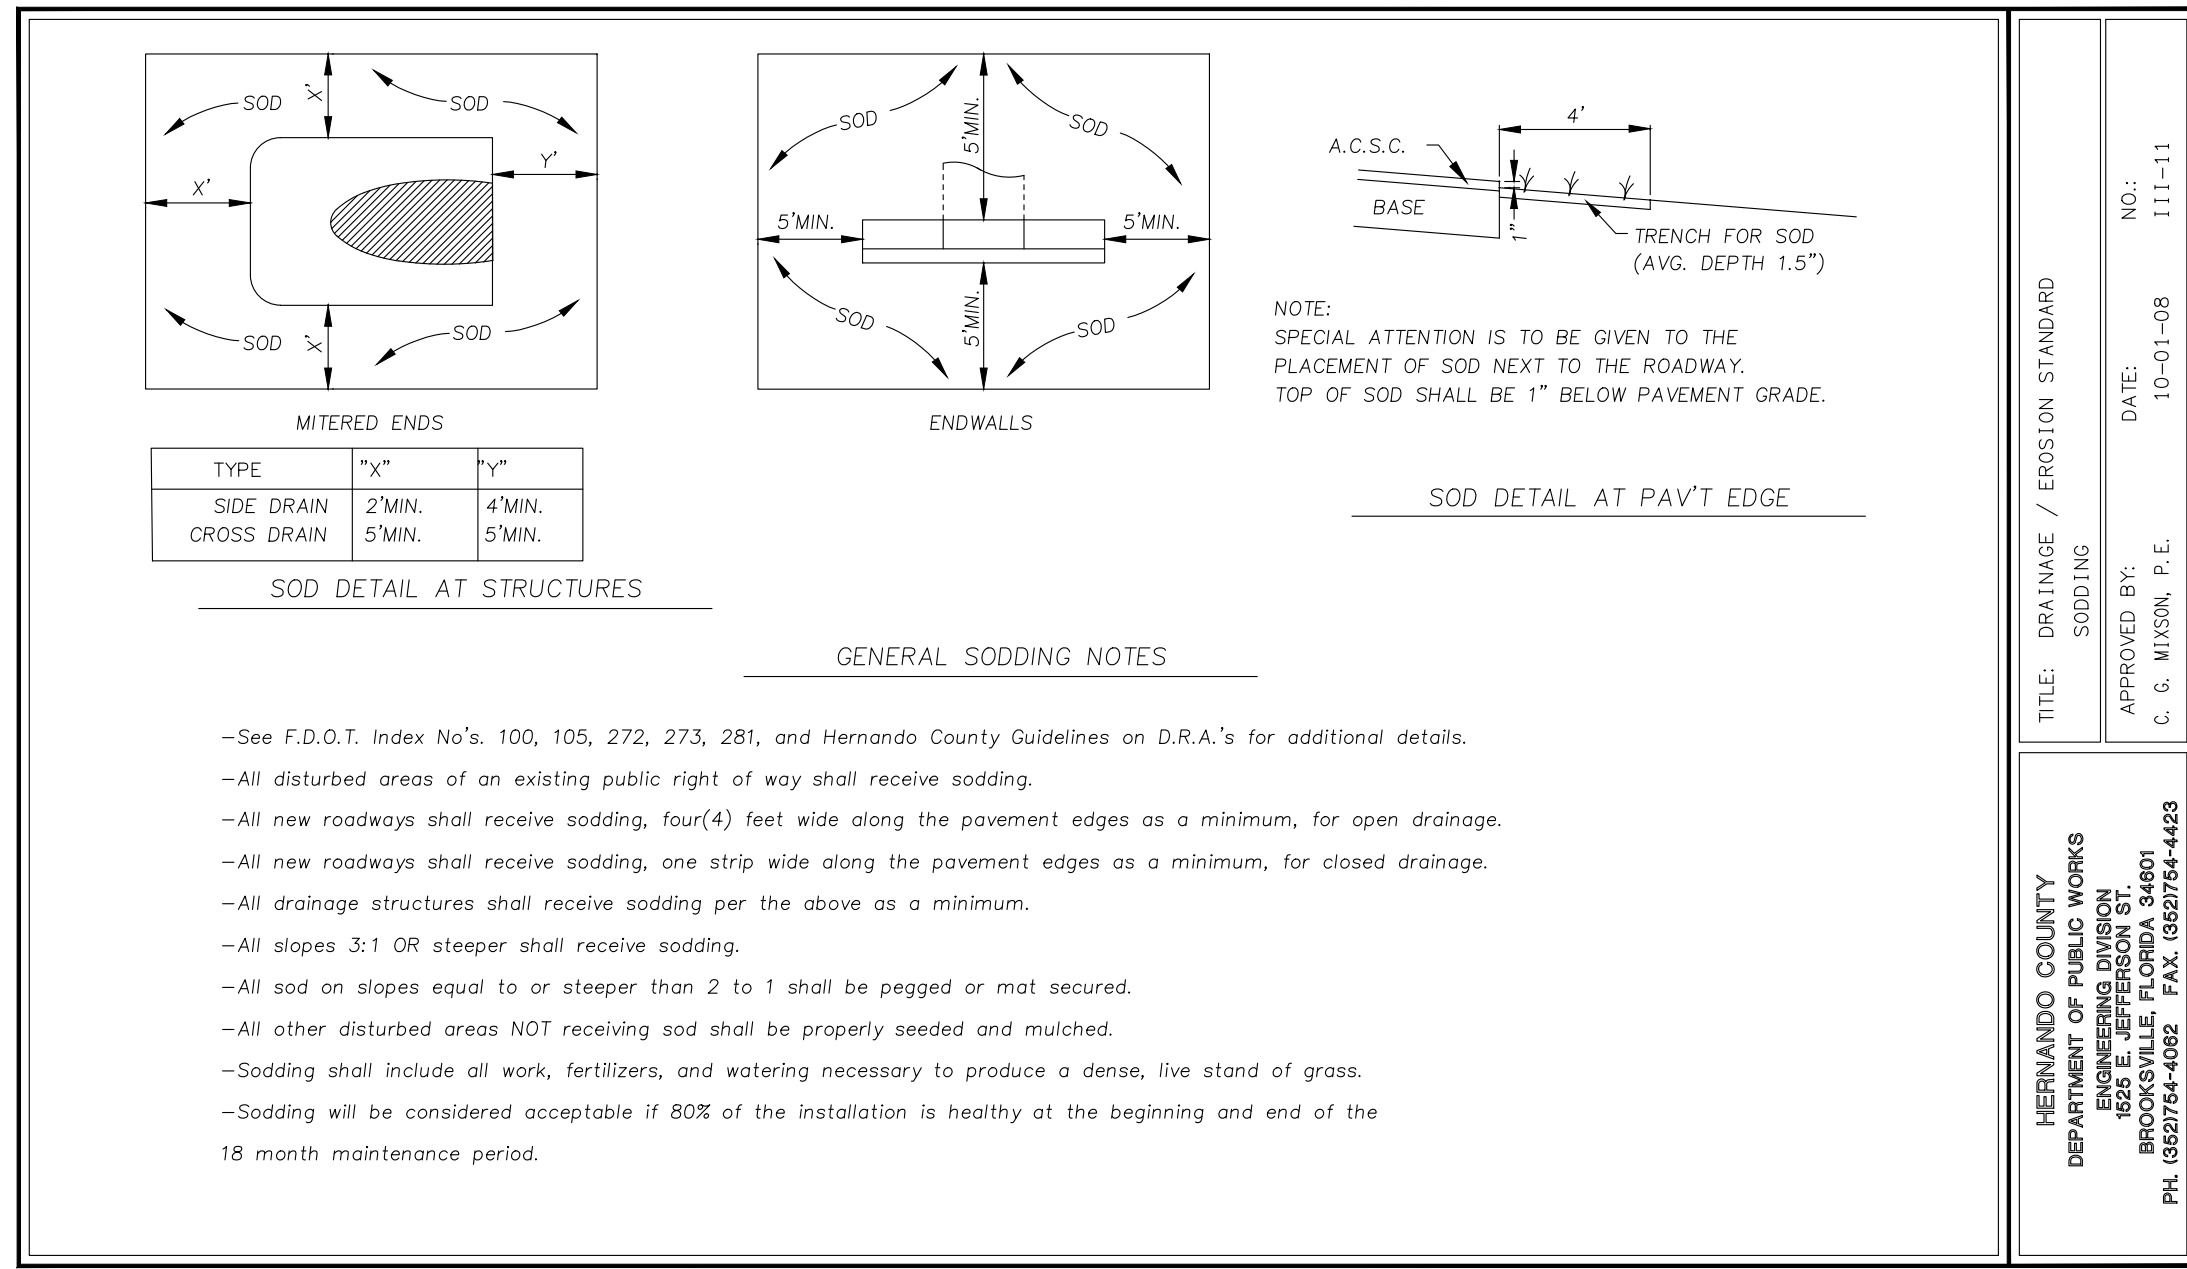 SOD
X'
SOD
Y'
X'
SOD
X'
SOD
MITERED ENDS
TYPE "X" "Y"
SIDE DRAIN 2'MIN. 4'MIN.
CROSS DRAIN 5'MIN. 5'MIN.
SOD DETAIL AT STRUCTURES
SOD
5'MIN.
SOD
5'MIN.
5'MIN.
SOD
5'MIN.
SOD
ENDWALLS
4'
A.C.S.C.
BASE
1"
TRENCH FOR SOD
(AVG. DEPTH 1.5")
NOTE:
SPECIAL ATTENTION IS TO BE GIVEN TO THE
PLACEMENT OF SOD NEXT TO THE ROADWAY.
TOP OF SOD SHALL BE 1" BELOW PAVEMENT GRADE.
SOD DETAIL AT PAV'T EDGE
GENERAL SODDING NOTES
-See F.D.O.T. Index No's. 100, 105, 272, 273, 281, and Hernando County Guidelines on D.R.A.'s for additional details.
-All disturbed areas of an existing public right of way shall receive sodding.
-All new roadways shall receive sodding, four(4) feet wide along the pavement edges as a minimum, for open drainage.
-All new roadways shall receive sodding, one strip wide along the pavement edges as a minimum, for closed drainage.
-All drainage structures shall receive sodding per the above as a minimum.
-All slopes 3:1 OR steeper shall receive sodding.
-All sod on slopes equal to or steeper than 2 to 1 shall be pegged or mat secured.
-All other disturbed areas NOT receiving sod shall be properly seeded and mulched.
-Sodding shall include all work, fertilizers, and watering necessary to produce a dense, live stand of grass.
-Sodding will be considered acceptable if 80% of the installation is healthy at the beginning and end of the
18 month maintenance period.
TITLE: DRAINAGE / EROSION STANDARD
SODDING
APPROVED BY: DATE: NO.:
C. G. MIXSON, P.E. 10-01-08 III-11
HERNANDO COUNTY
DEPARTMENT OF PUBLIC WORKS
ENGINEERING DIVISION
1525 E. JEFFERSON ST.
BROOKSVILLE, FLORIDA 34601
PH. (352)754-4062 FAX. (352)754-4423